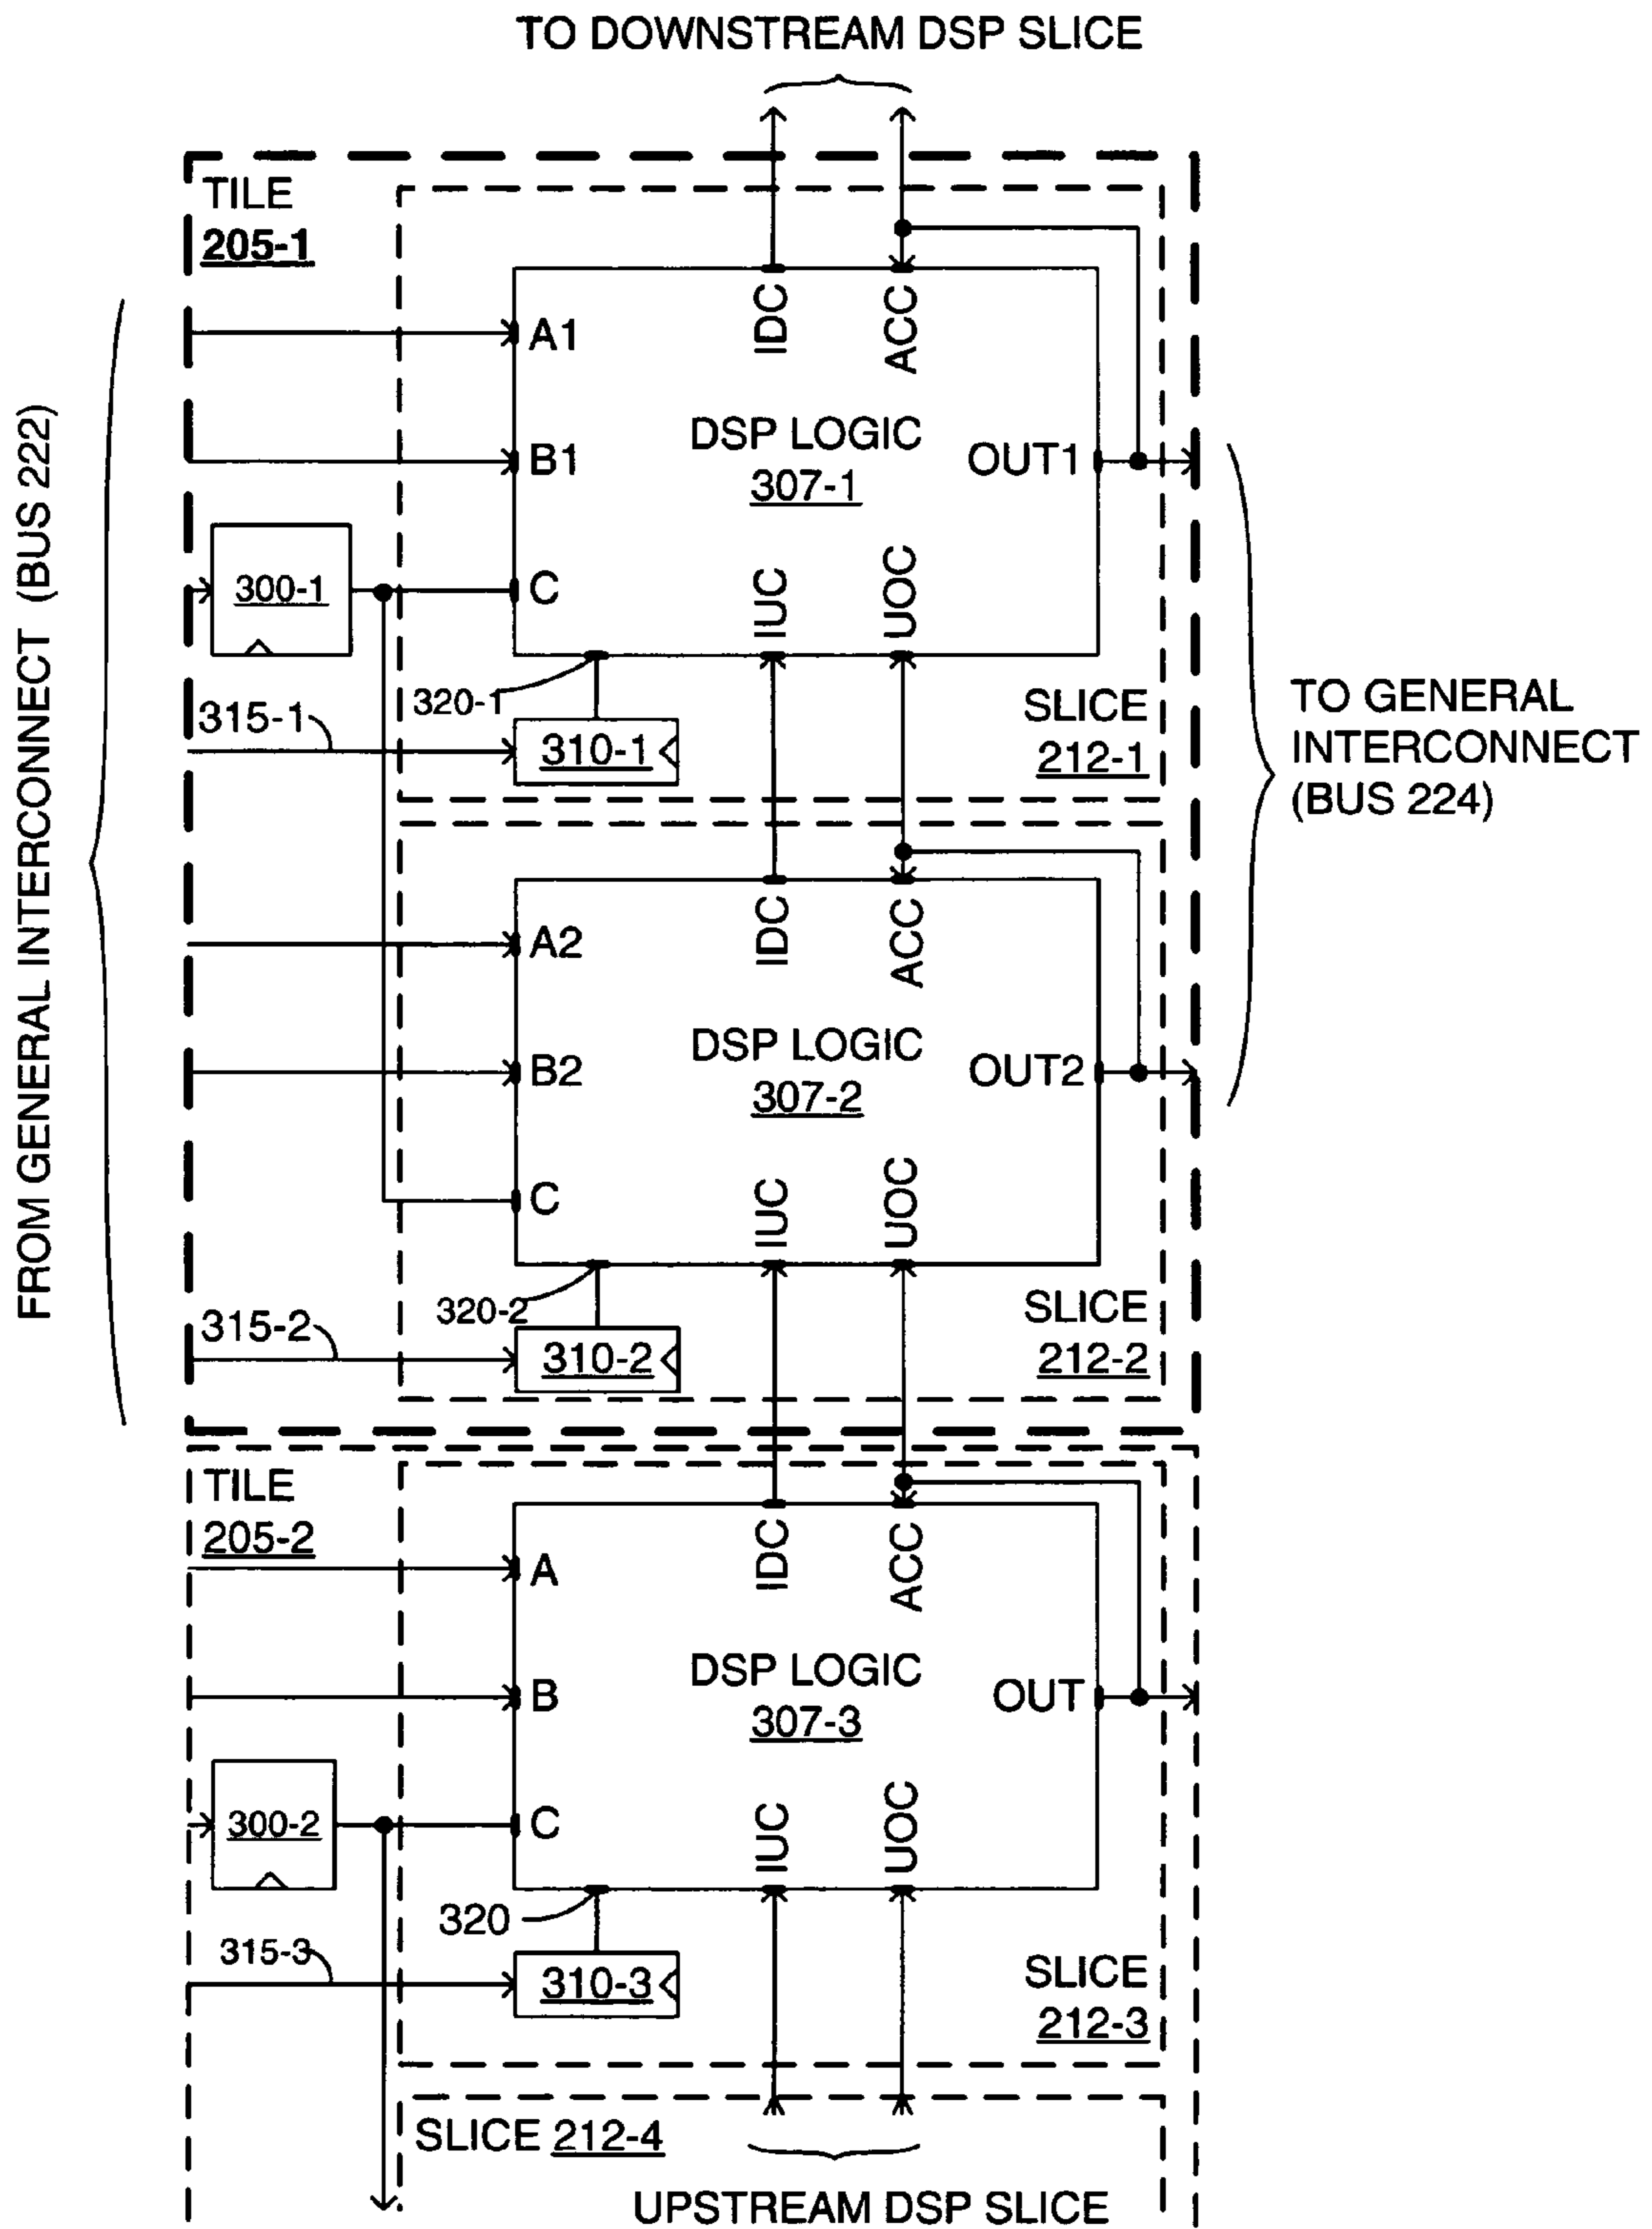 TO DOWNSTREAM DSP SLICE
TILE
205-1
A1
IDC
ACC
DSP LOGIC
307-1
B1
OUT1
300-1
C
IUC
UOC
320-1
315-1
310-1
SLICE
212-1
FROM GENERAL INTERCONNECT (BUS 222)
TO GENERAL
INTERCONNECT
(BUS 224)
A2
IDC
ACC
DSP LOGIC
307-2
B2
OUT2
C
IUC
UOC
320-2
315-2
310-2
SLICE
212-2
TILE
205-2
A
IDC
ACC
DSP LOGIC
307-3
B
OUT
300-2
C
IUC
UOC
320
315-3
310-3
SLICE
212-3
SLICE 212-4
UPSTREAM DSP SLICE